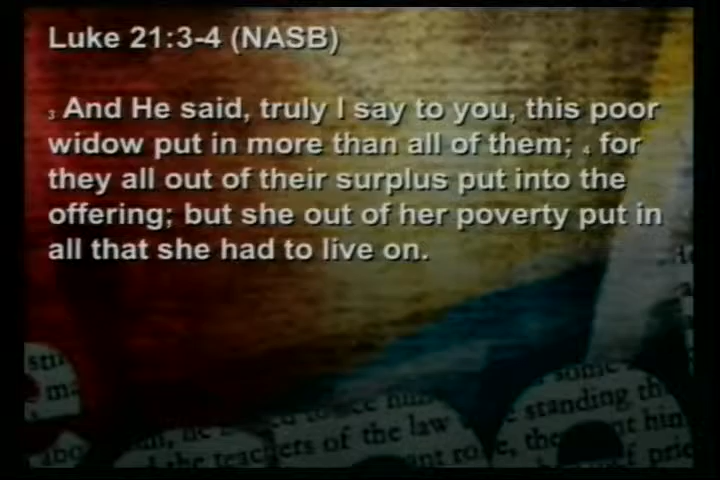 Luke 21:3-4 (NASB)
3 And He said, truly I say to you, this poor
widow put in more than all of them; 4 for
they all out of their surplus put into the
offering; but she out of her poverty put in
all that she had to live on.
some
standing
teachers of the law